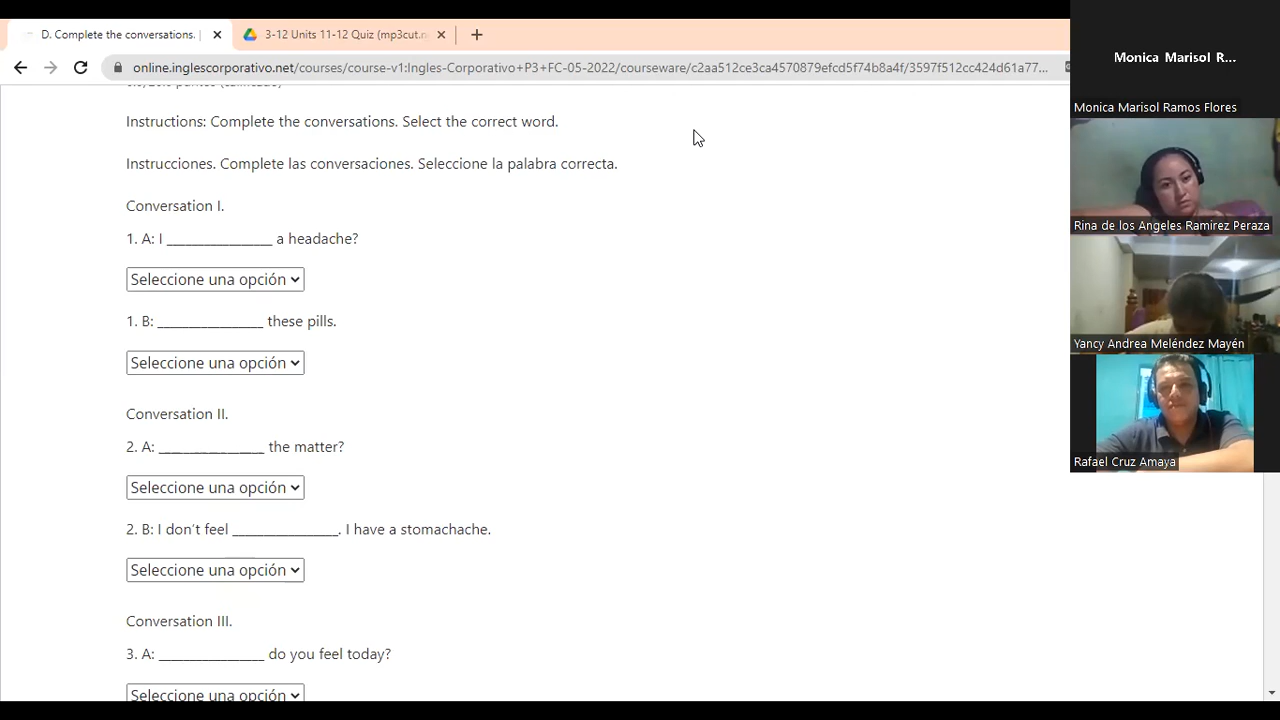 D. Complete the conversations. |
3-12 Units 11-12 Quiz (mp3cut.n
online.inglescorporativo.net/courses/course-v1:Ingles-Corporativo+P3+FC-05-2022/courseware/c2aa512ce3ca4570879efcd5f74b8a4f/3597f512cc424d61a77...
Instructions: Complete the conversations. Select the correct word.
Instrucciones. Complete las conversaciones. Seleccione la palabra correcta.
Conversation I.
1. A: I _________________ a headache?
Seleccione una opción
1. B: _________________ these pills.
Seleccione una opción
Conversation II.
2. A: _________________ the matter?
Seleccione una opción
2. B: I don't feel _________________. I have a stomachache.
Seleccione una opción
Conversation III.
3. A: _________________ do you feel today?
Seleccione una opción
Monica Marisol R...
Monica Marisol Ramos Flores
Rina de los Angeles Ramirez Peraza
Yancy Andrea Meléndez Mayén
Rafael Cruz Amaya